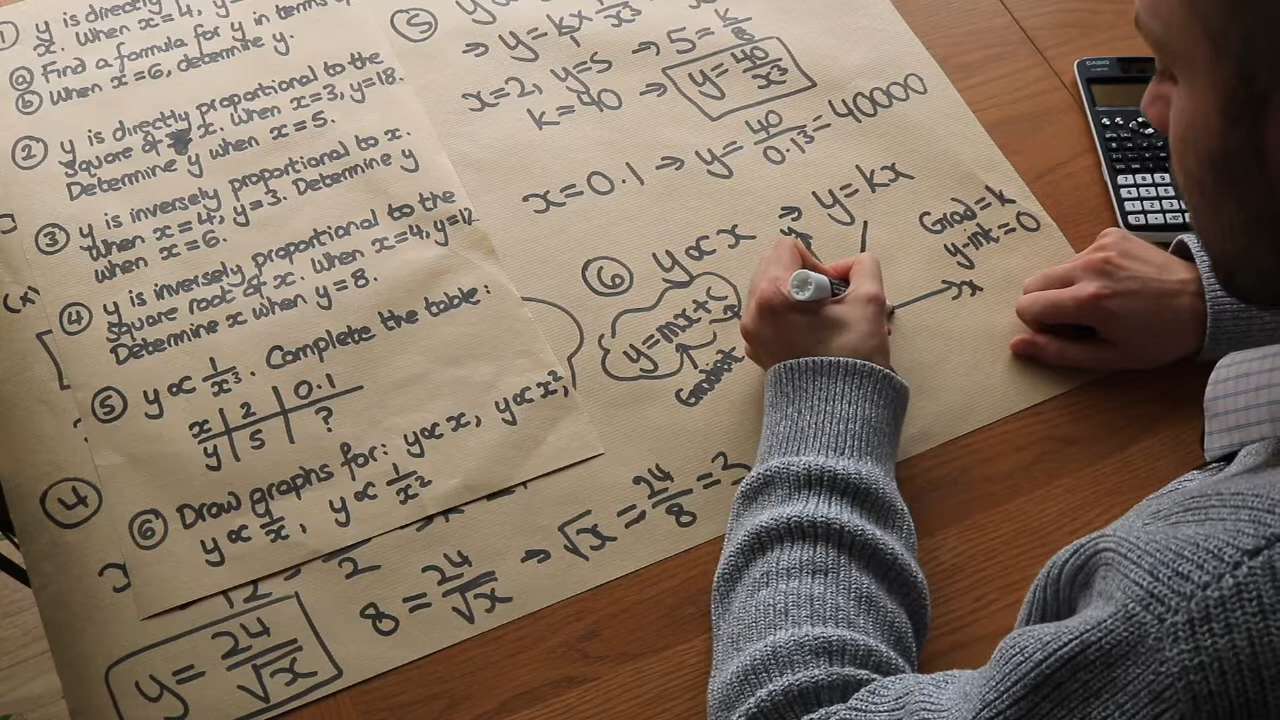 ① y is directly
x. When x=4, y=
ⓐ Find a formula for y in terms of
ⓑ When x=6, determine y.
② y is directly proportional to the
square of x. When x=3, y=18.
Determine y when x=5.
③ y is inversely proportional to x.
When x=4, y=3. Determine y
when x=6.
④ y is inversely proportional to the
square root of x. When x=4, y=12
Determine x when y=8.
⑤ y∝1/x³. Complete the table:
x | 2 | 0.1
y | 5 | ?
⑥ Draw graphs for: y∝x, y∝x²,
y∝1/x, y∝1/x²
⑤
⇒ y=k×1/x³
x=2, y=5 → 5=k/8
k=40 → y=40/x³
x=0.1 → y=40/0.1³=40000
⑥ y∝x ⇒ y=kx
y=mx+c
Gradient
Grad=k
y-int=0
x
④
8=24/√x → √x=24/8=3
y=24/√x
CASIO